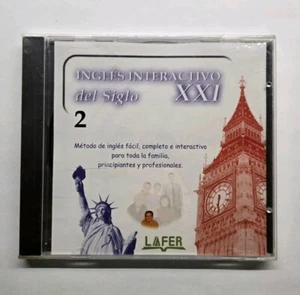 INGLÉS INTERACTIVO
del Siglo XXI
2
Método de inglés fácil, completo e interactivo
para toda la familia,
principiantes y profesionales.
LAFER